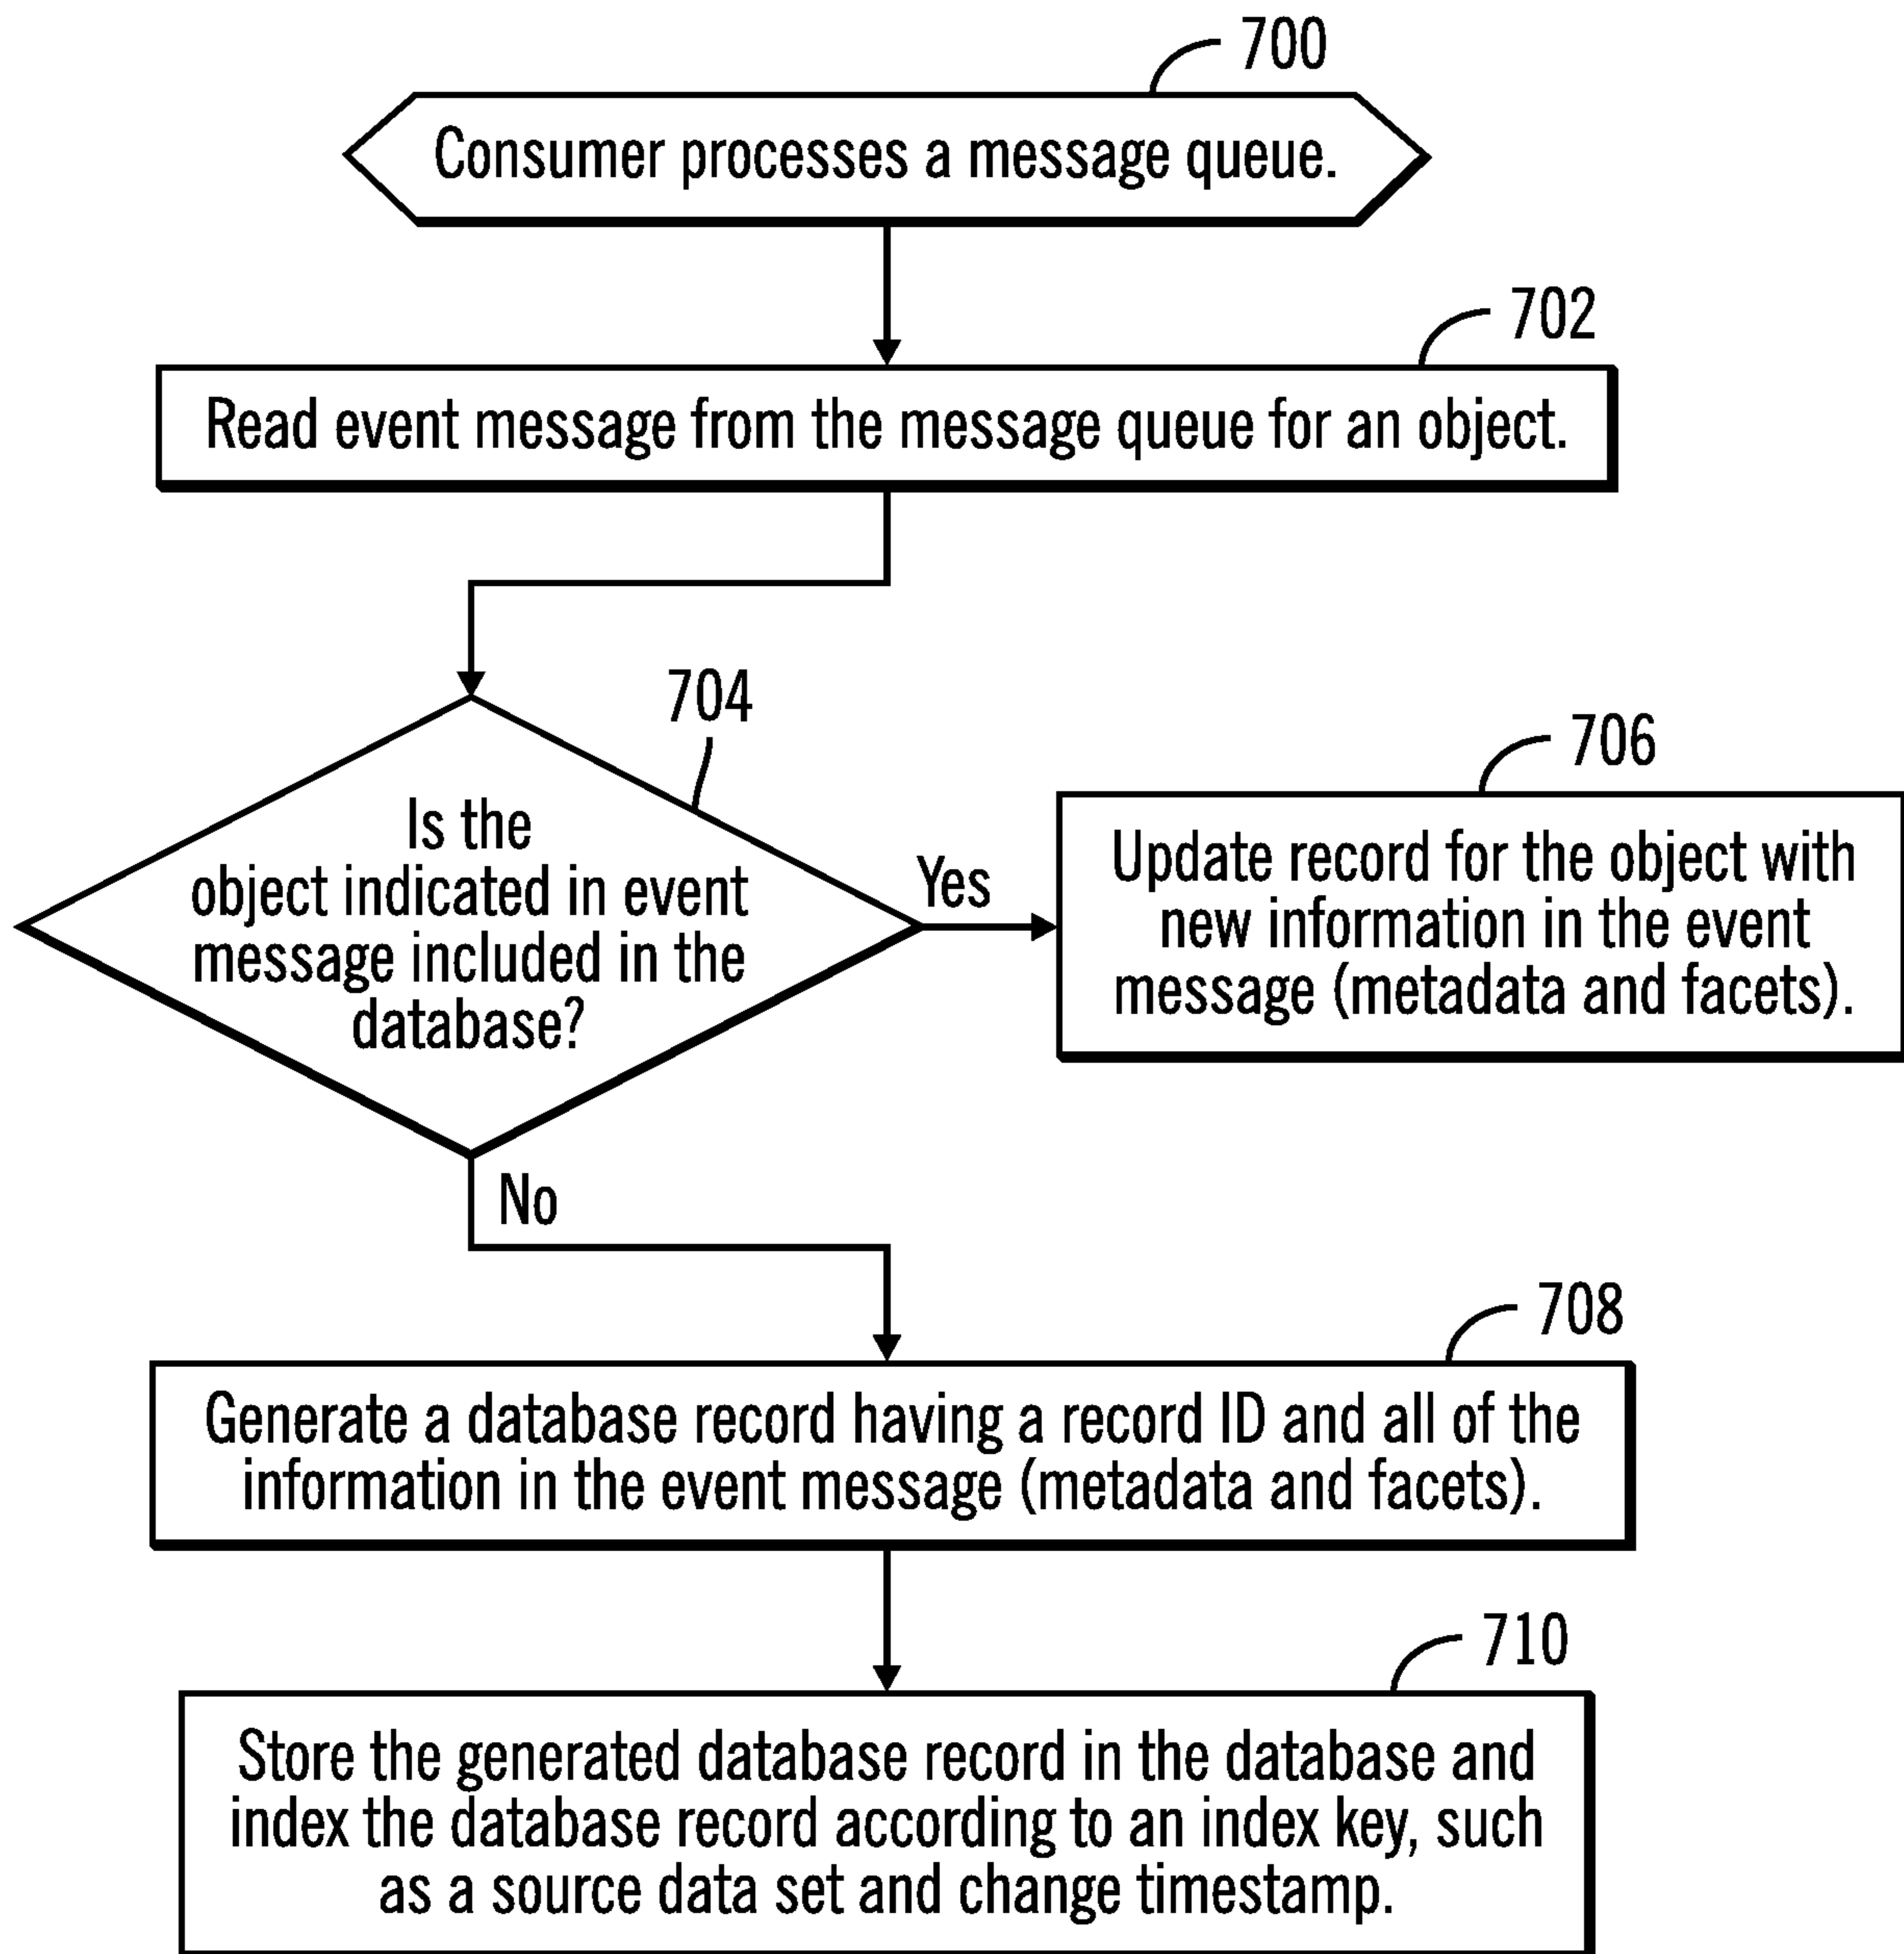 700
Consumer processes a message queue.
702
Read event message from the message queue for an object.
704
Is the
object indicated in event
message included in the
database?
Yes
706
Update record for the object with
new information in the event
message (metadata and facets).
No
708
Generate a database record having a record ID and all of the
information in the event message (metadata and facets).
710
Store the generated database record in the database and
index the database record according to an index key, such
as a source data set and change timestamp.